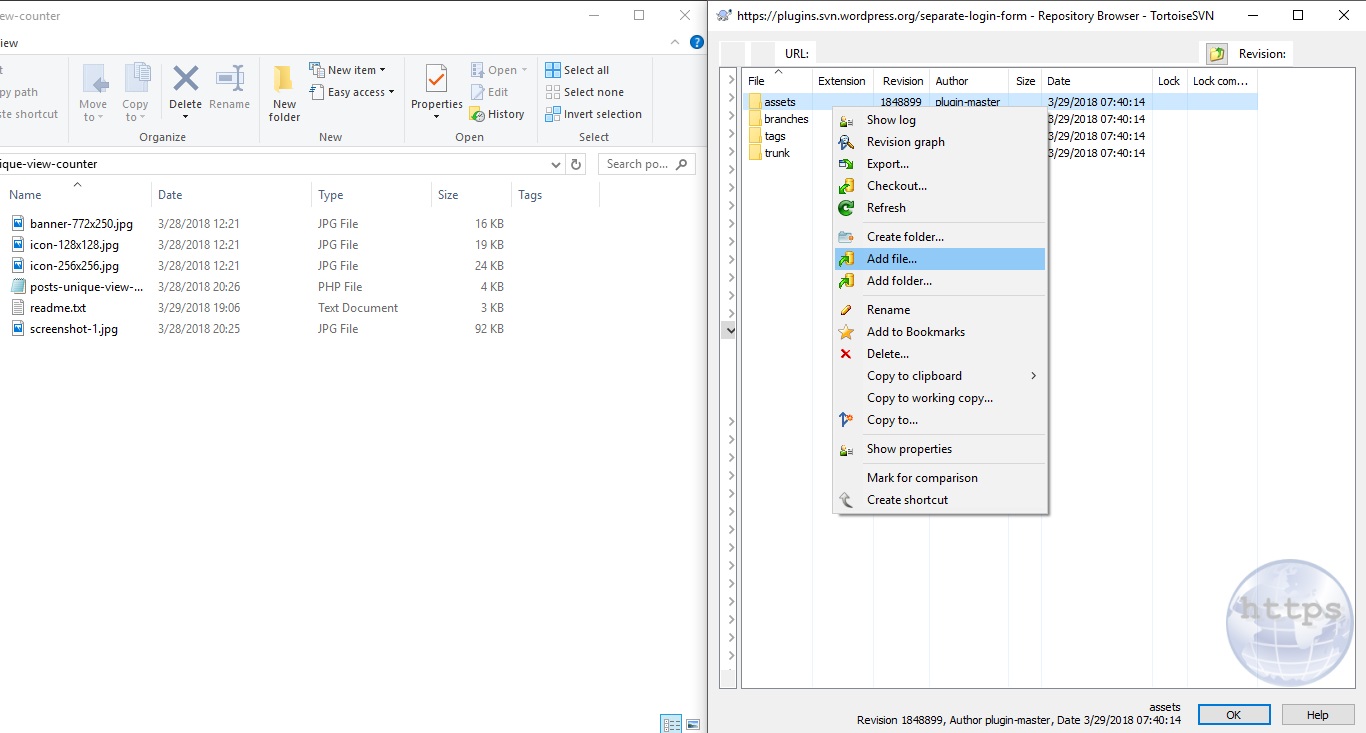 ew-counter
iew
t
py path
te shortcut
Move to
Copy to
Delete
Rename
New folder
New item
Easy access
Properties
Open
Edit
History
Select all
Select none
Invert selection
Organize
New
Open
Select
ique-view-counter
Search po...
Name Date Type Size Tags
banner-772x250.jpg 3/28/2018 12:21 JPG File 16 KB
icon-128x128.jpg 3/28/2018 12:21 JPG File 19 KB
icon-256x256.jpg 3/28/2018 12:21 JPG File 24 KB
posts-unique-view-... 3/28/2018 20:26 PHP File 4 KB
readme.txt 3/29/2018 19:06 Text Document 3 KB
screenshot-1.jpg 3/28/2018 20:25 JPG File 92 KB
https://plugins.svn.wordpress.org/separate-login-form - Repository Browser - TortoiseSVN
URL: Revision:
File Extension Revision Author Size Date Lock Lock com...
assets 1848899 plugin-master 3/29/2018 07:40:14
branches 3/29/2018 07:40:14
tags 3/29/2018 07:40:14
trunk 3/29/2018 07:40:14
Show log
Revision graph
Export...
Checkout...
Refresh
Create folder...
Add file...
Add folder...
Rename
Add to Bookmarks
Delete...
Copy to clipboard
Copy to working copy...
Copy to...
Show properties
Mark for comparison
Create shortcut
https
assets
Revision 1848899, Author plugin-master, Date 3/29/2018 07:40:14
OK
Help